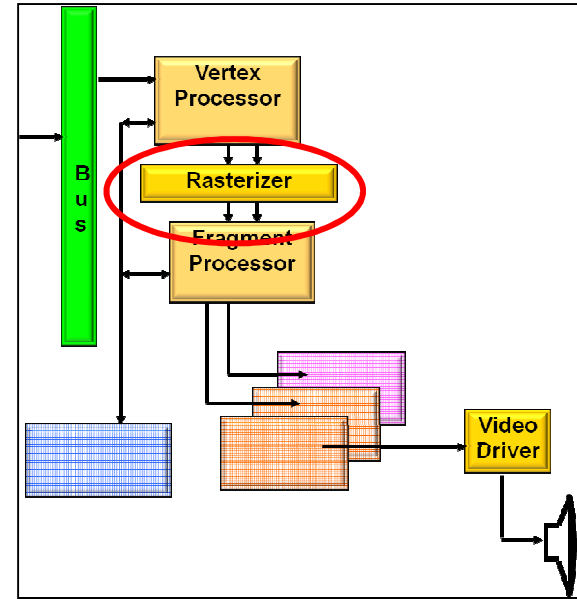 Vertex
Processor
B
u
s
Rasterizer
Fragment
Processor
Video
Driver